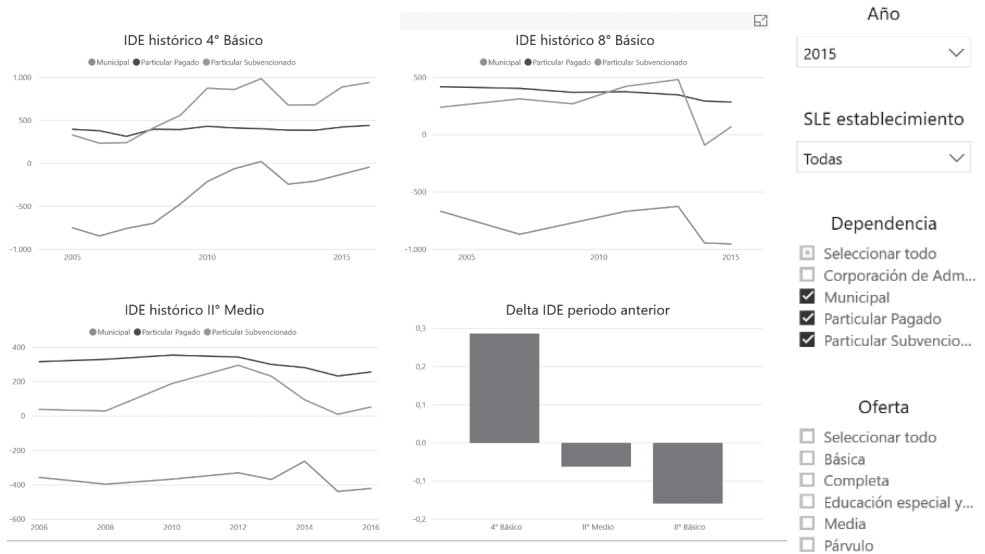 IDE histórico 4° Básico
Municipal Particular Pagado Particular Subvencionado
1.000
500
0
-500
-1.000
2005 2010 2015
IDE histórico 8° Básico
Municipal Particular Pagado Particular Subvencionado
500
0
-500
-1.000
2005 2010 2015
IDE histórico II° Medio
Municipal Particular Pagado Particular Subvencionado
400
200
0
-200
-400
-600
2006 2008 2010 2012 2014 2016
Delta IDE periodo anterior
0,3
0,2
0,1
0,0
-0,1
-0,2
4° Básico II° Medio 8° Básico
Año
2015
SLE establecimiento
Todas
Dependencia
Seleccionar todo
Corporación de Adm...
Municipal
Particular Pagado
Particular Subvencio...
Oferta
Seleccionar todo
Básica
Completa
Educación especial y...
Media
Párvulo